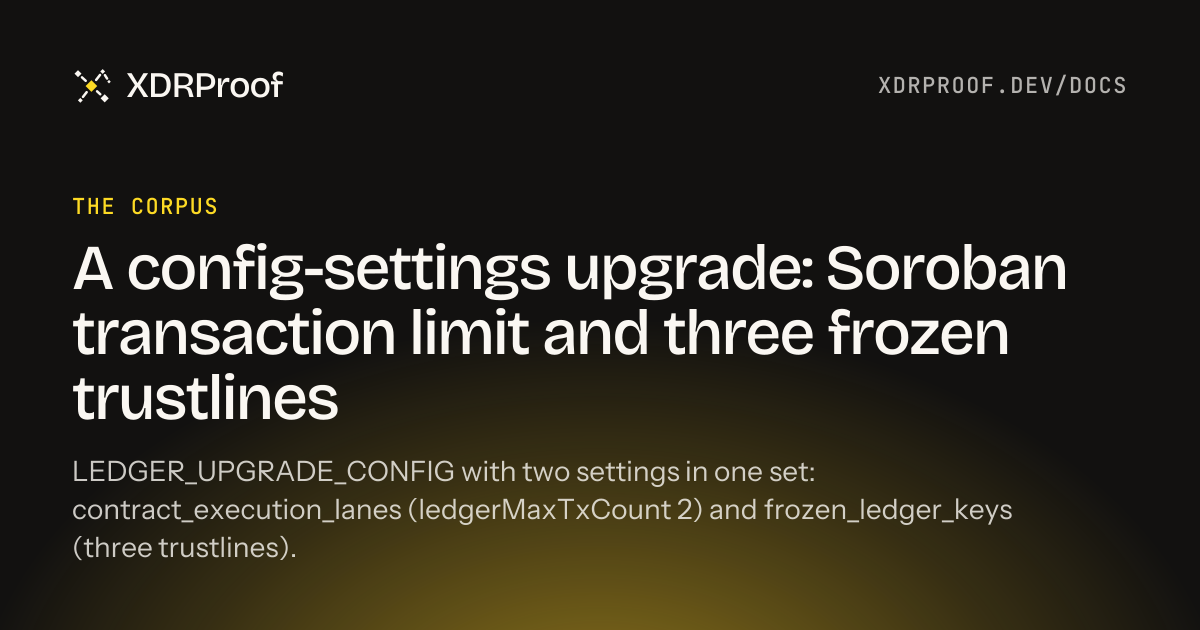 XDRProof
XDRPROOF.DEV/DOCS
THE CORPUS
A config-settings upgrade: Soroban
transaction limit and three frozen
trustlines
LEDGER_UPGRADE_CONFIG with two settings in one set:
contract_execution_lanes (ledgerMaxTxCount 2) and frozen_ledger_keys
(three trustlines).